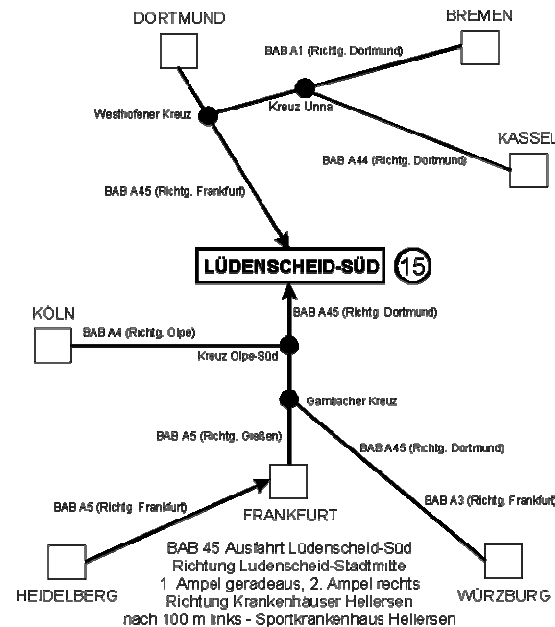 DORTMUND
BREMEN
BAB A1 (Richtg. Dortmund)
Westhofener Kreuz
Kreuz Unna
KASSEL
BAB A44 (Richtg. Dortmund)
BAB A45 (Richtg. Frankfurt)
LÜDENSCHEID-SÜD 15
KÖLN
BAB A45 (Richtg. Dortmund)
BAB A4 (Richtg. Olpe)
Kreuz Olpe-Süd
Gambacher Kreuz
BAB A5 (Richtg. Gießen)
BAB A45 (Richtg. Dortmund)
BAB A5 (Richtg. Frankfurt)
BAB A3 (Richtg. Frankfurt)
FRANKFURT
HEIDELBERG
WÜRZBURG
BAB 45 Ausfahrt Lüdenscheid-Süd
Richtung Ludenscheid-Stadtmitte
1 Ampel geradeaus, 2. Ampel rechts
Richtung Krankenhäuser Hellersen
nach 100 m links - Sportkrankenhaus Hellersen